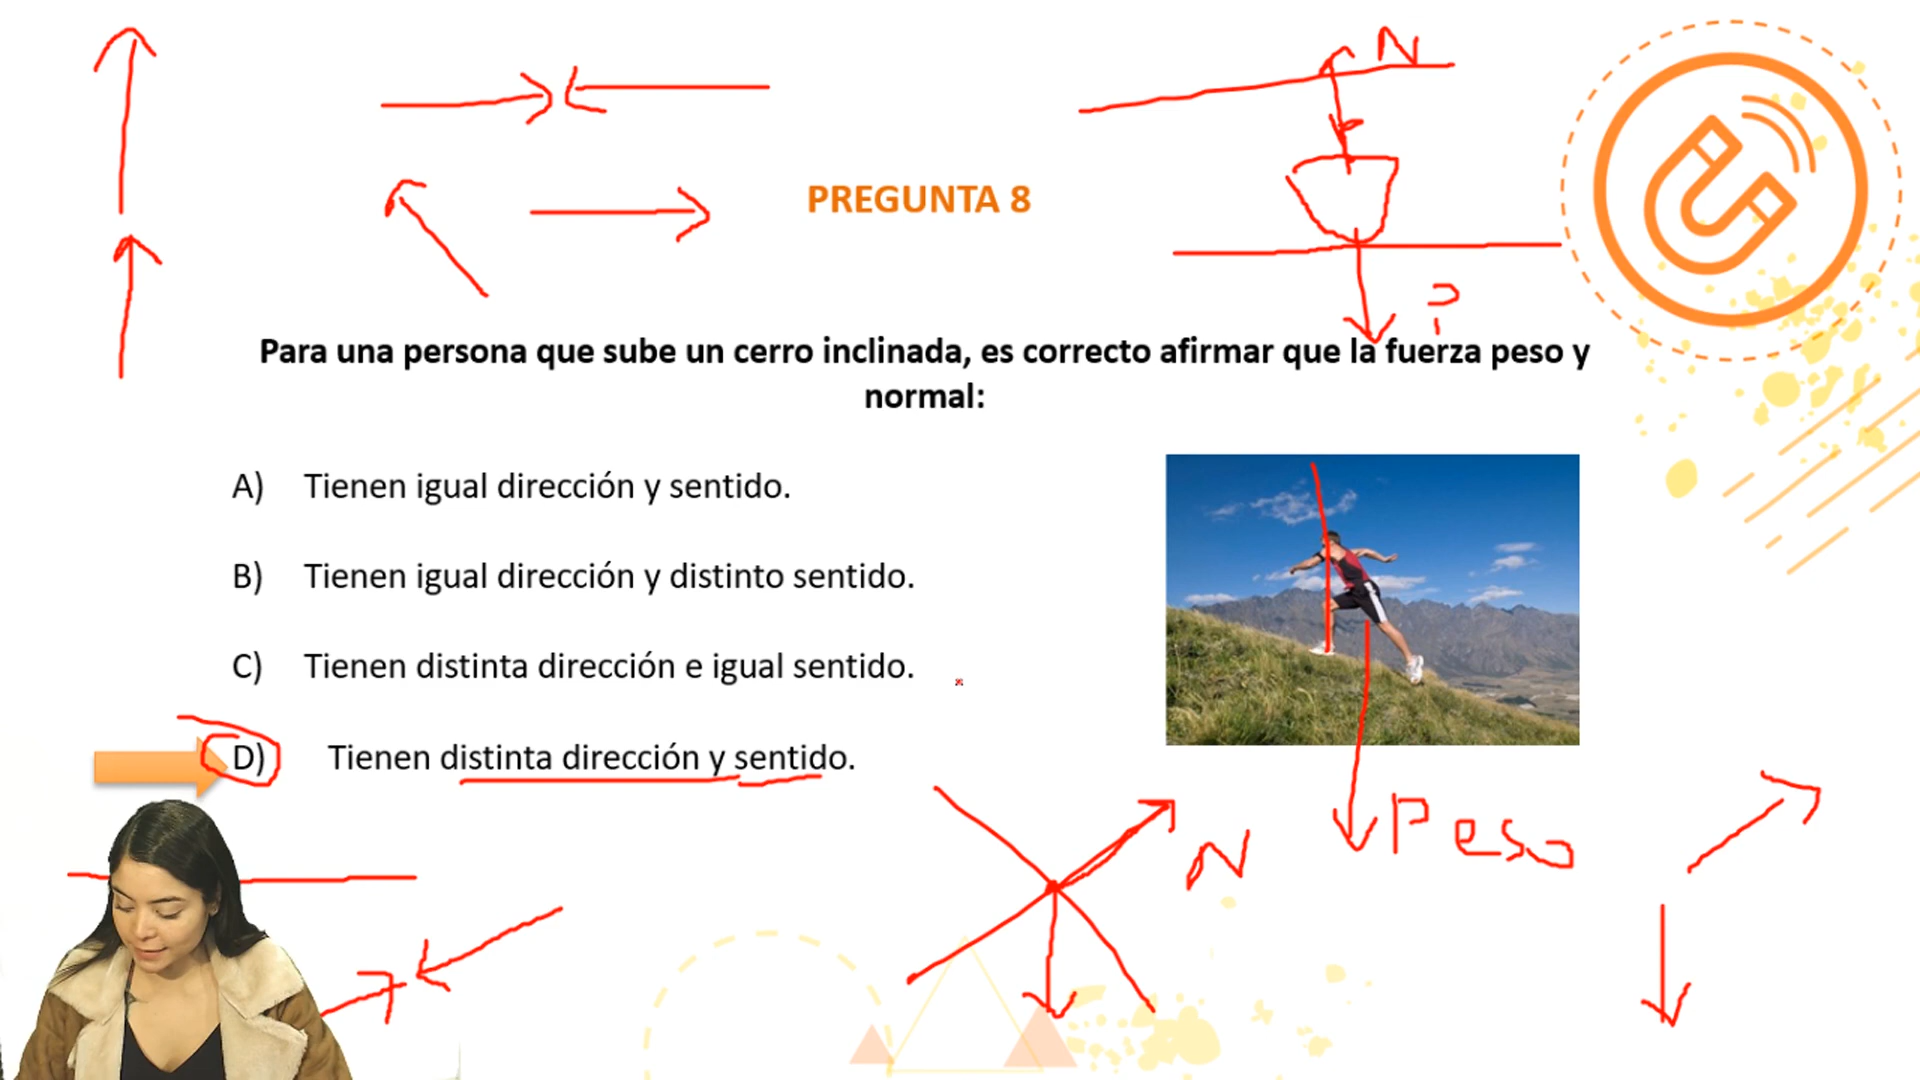 N
PREGUNTA 8
P
Para una persona que sube un cerro inclinada, es correcto afirmar que la fuerza peso y
normal:
A) Tienen igual dirección y sentido.
B) Tienen igual dirección y distinto sentido.
C) Tienen distinta dirección e igual sentido.
D) Tienen distinta dirección y sentido.
N
Peso